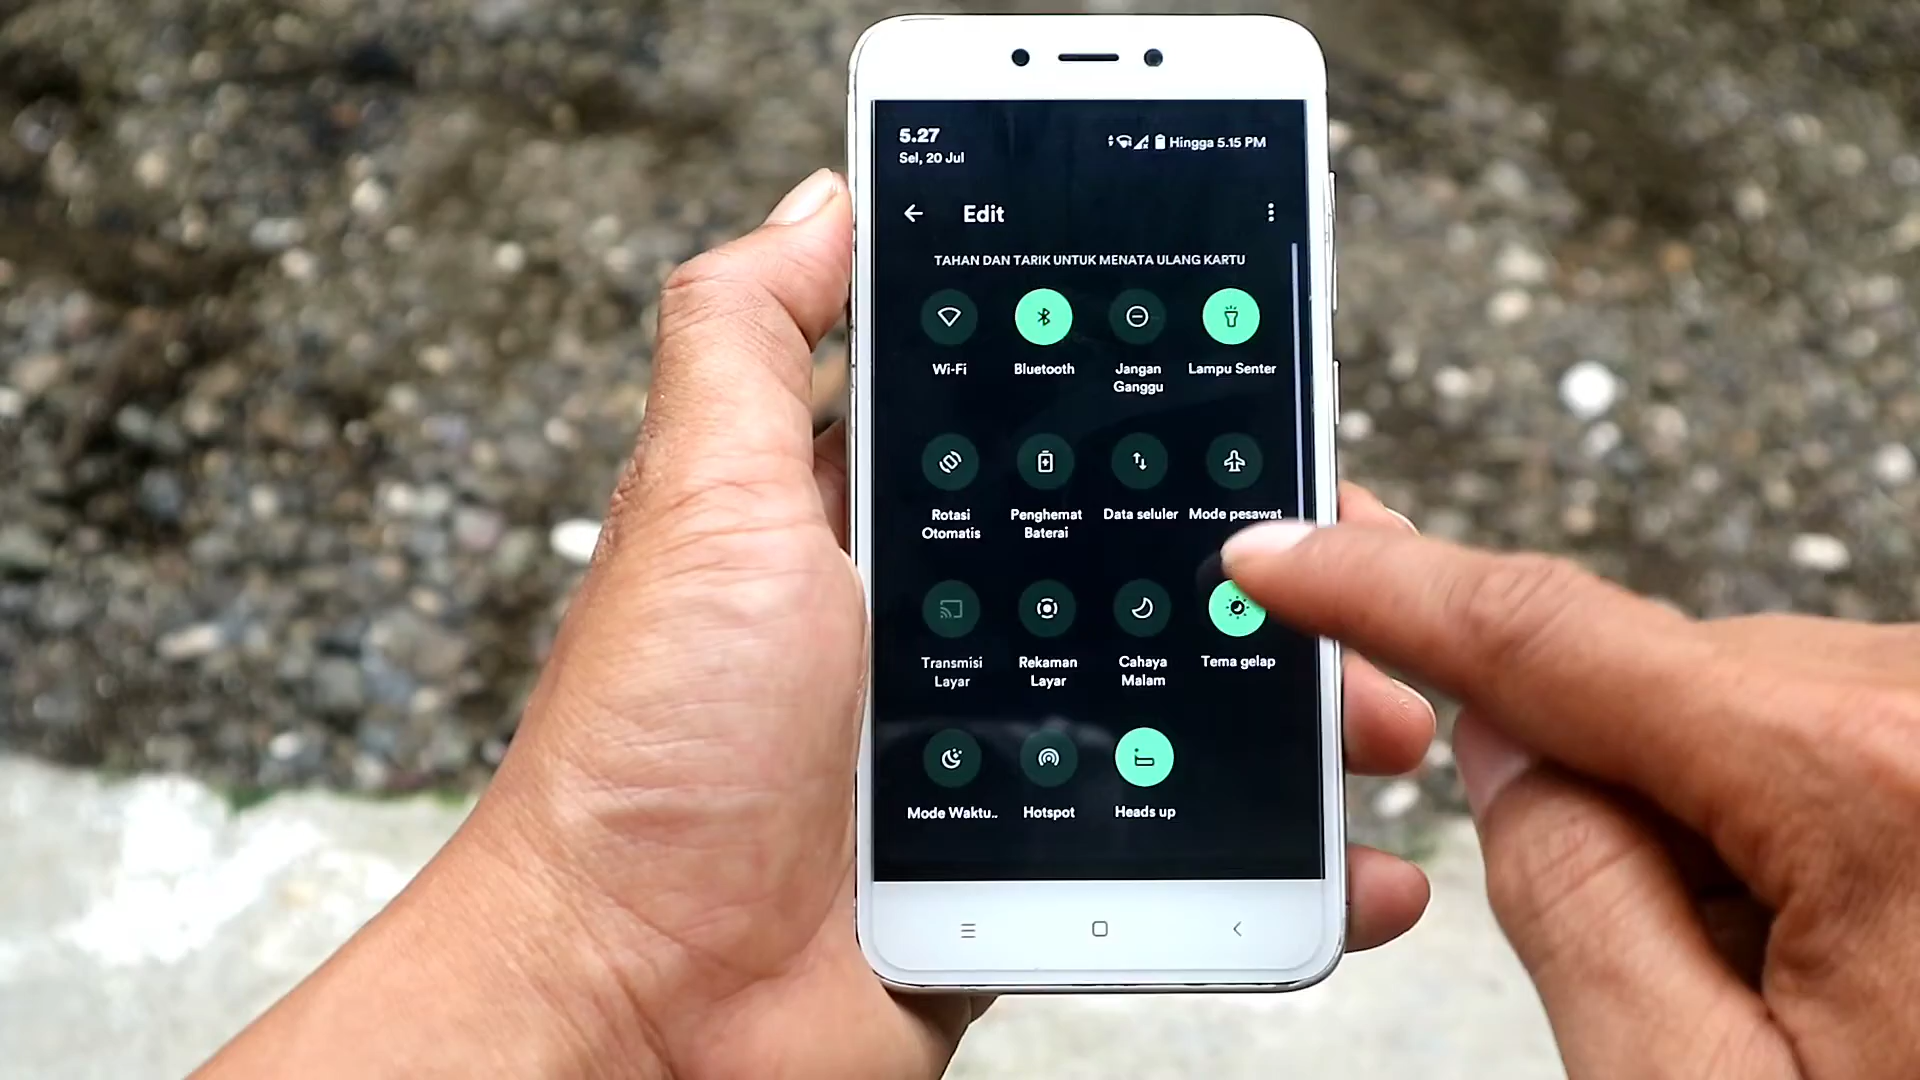 5.27
Sel, 20 Jul
Hingga 5.15 PM
Edit
TAHAN DAN TARIK UNTUK MENATA ULANG KARTU
Wi-Fi
Bluetooth
Jangan
Ganggu
Lampu Senter
Rotasi
Otomatis
Penghemat
Baterai
Data seluler
Mode pesawat
Transmisi
Layar
Rekaman
Layar
Cahaya
Malam
Tema gelap
Mode Waktu..
Hotspot
Heads up